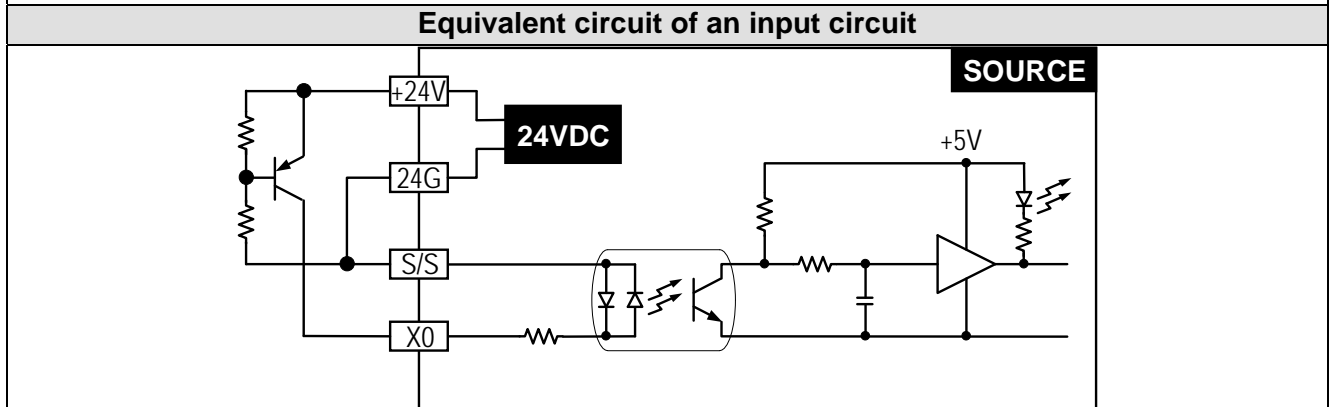 Equivalent circuit of an input circuit
SOURCE
+24V
24VDC
+5V
24G
S/S
X0